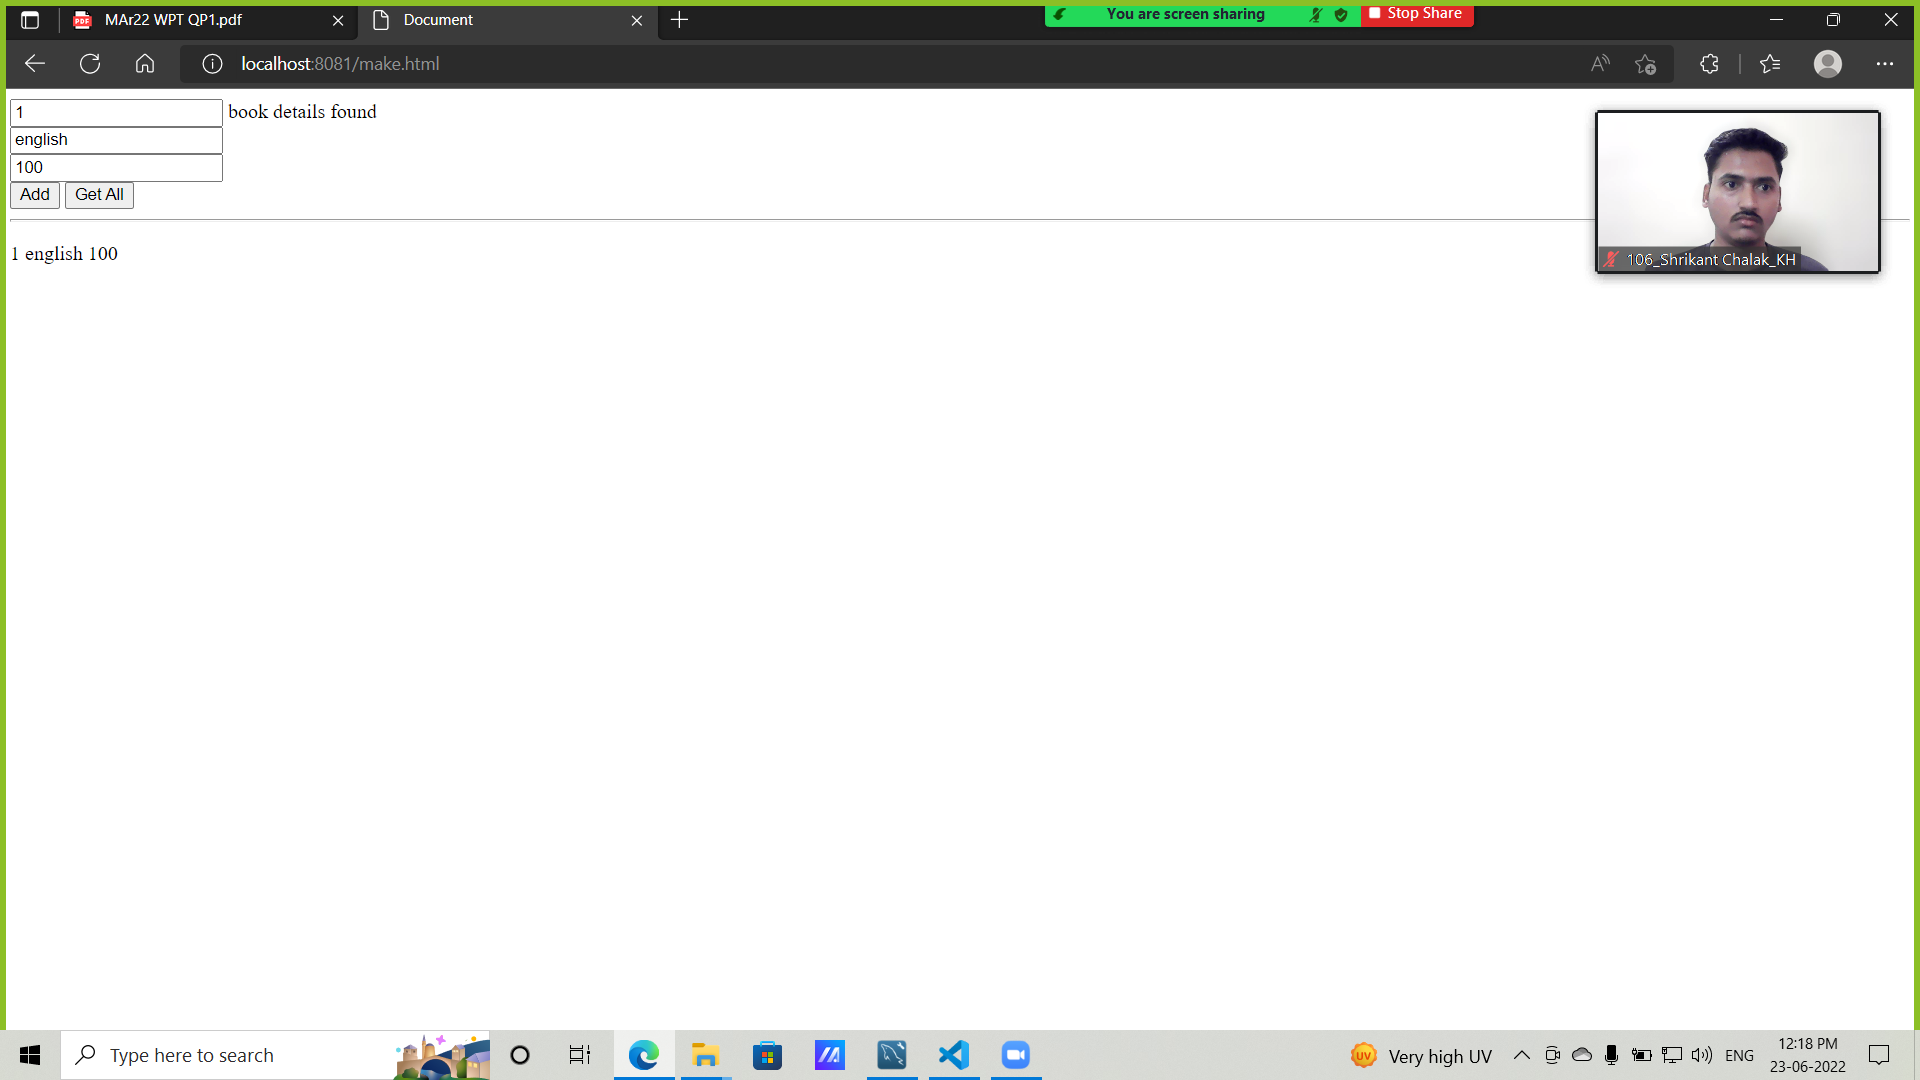 MAr22 WPT QP1.pdf
Document
You are screen sharing
Stop Share
localhost:8081/make.html
1
book details found
english
100
Add
Get All
1 english 100
106_Shrikant Chalak_KH
Type here to search
UV
Very high UV
ENG
12:18 PM
23-06-2022